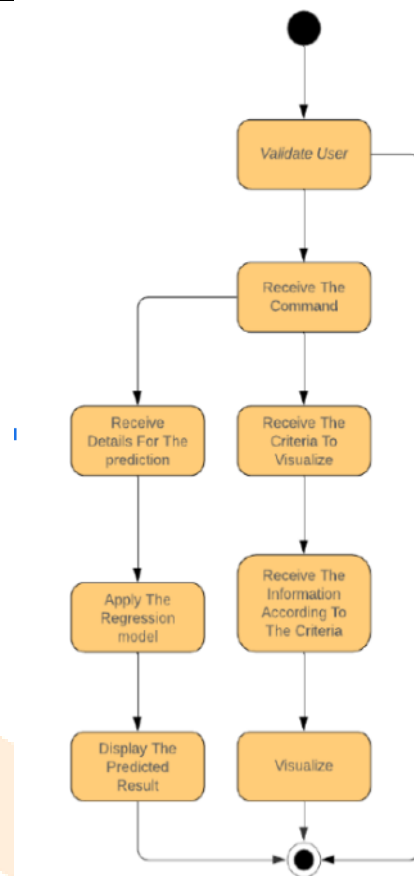 Validate User
Receive The
Command
Receive
Details For The
prediction
Receive The
Criteria To
Visualize
Apply The
Regression
model
Receive The
Information
According To
The Criteria
Display The
Predicted
Result
Visualize